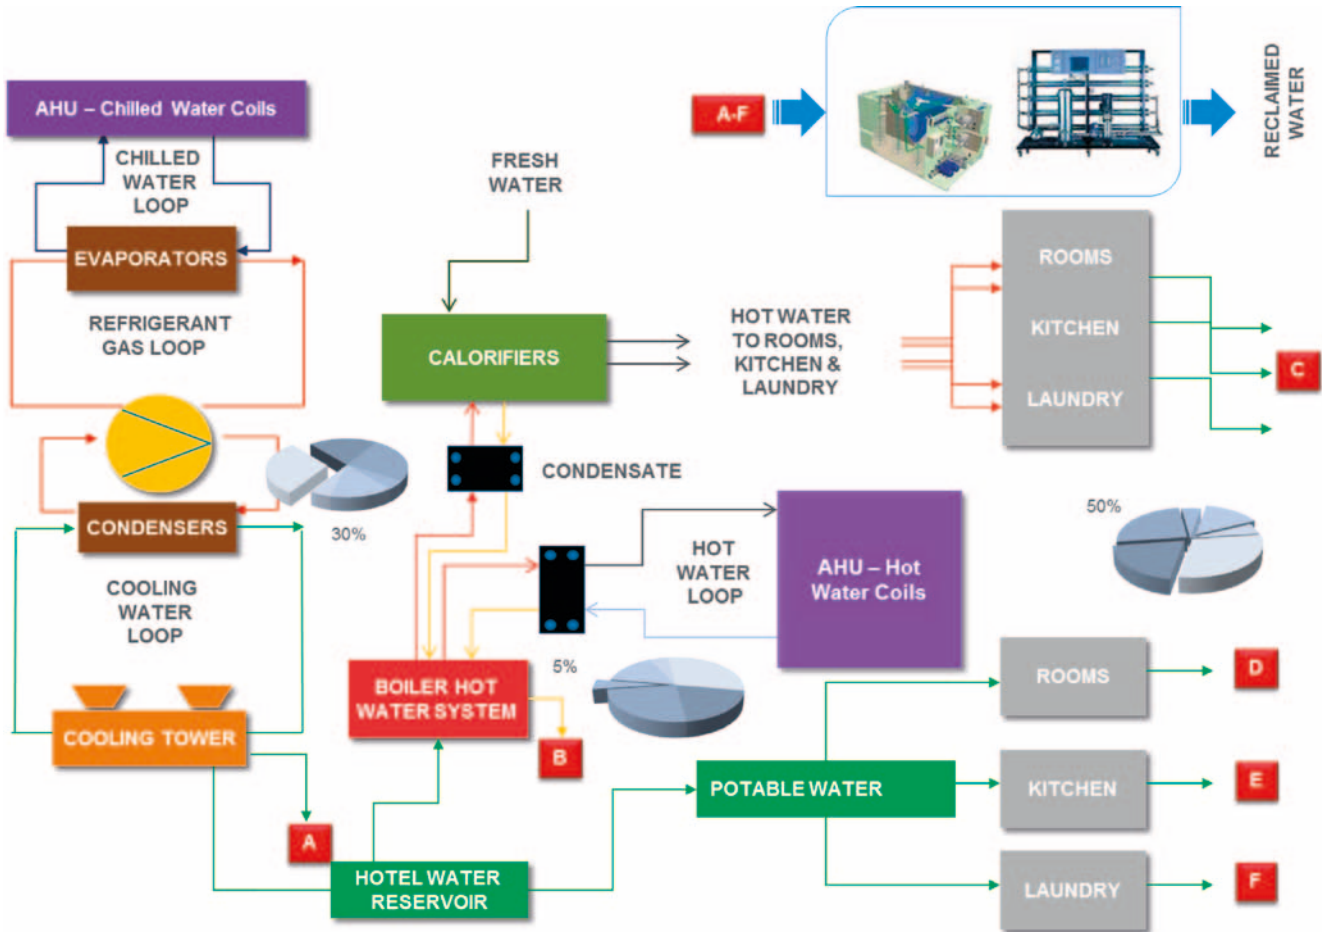 AHU – Chilled Water Coils
CHILLED
WATER
LOOP
EVAPORATORS
REFRIGERANT
GAS LOOP
CONDENSERS
30%
COOLING
WATER
LOOP
COOLING TOWER
A
HOTEL WATER
RESERVOIR
FRESH
WATER
CALORIFIERS
CONDENSATE
HOT WATER
TO ROOMS,
KITCHEN &
LAUNDRY
HOT
WATER
LOOP
AHU – Hot
Water Coils
5%
BOILER HOT
WATER SYSTEM
B
POTABLE WATER
A-F
RECLAIMED
WATER
ROOMS
KITCHEN
LAUNDRY
C
50%
ROOMS
D
KITCHEN
E
LAUNDRY
F